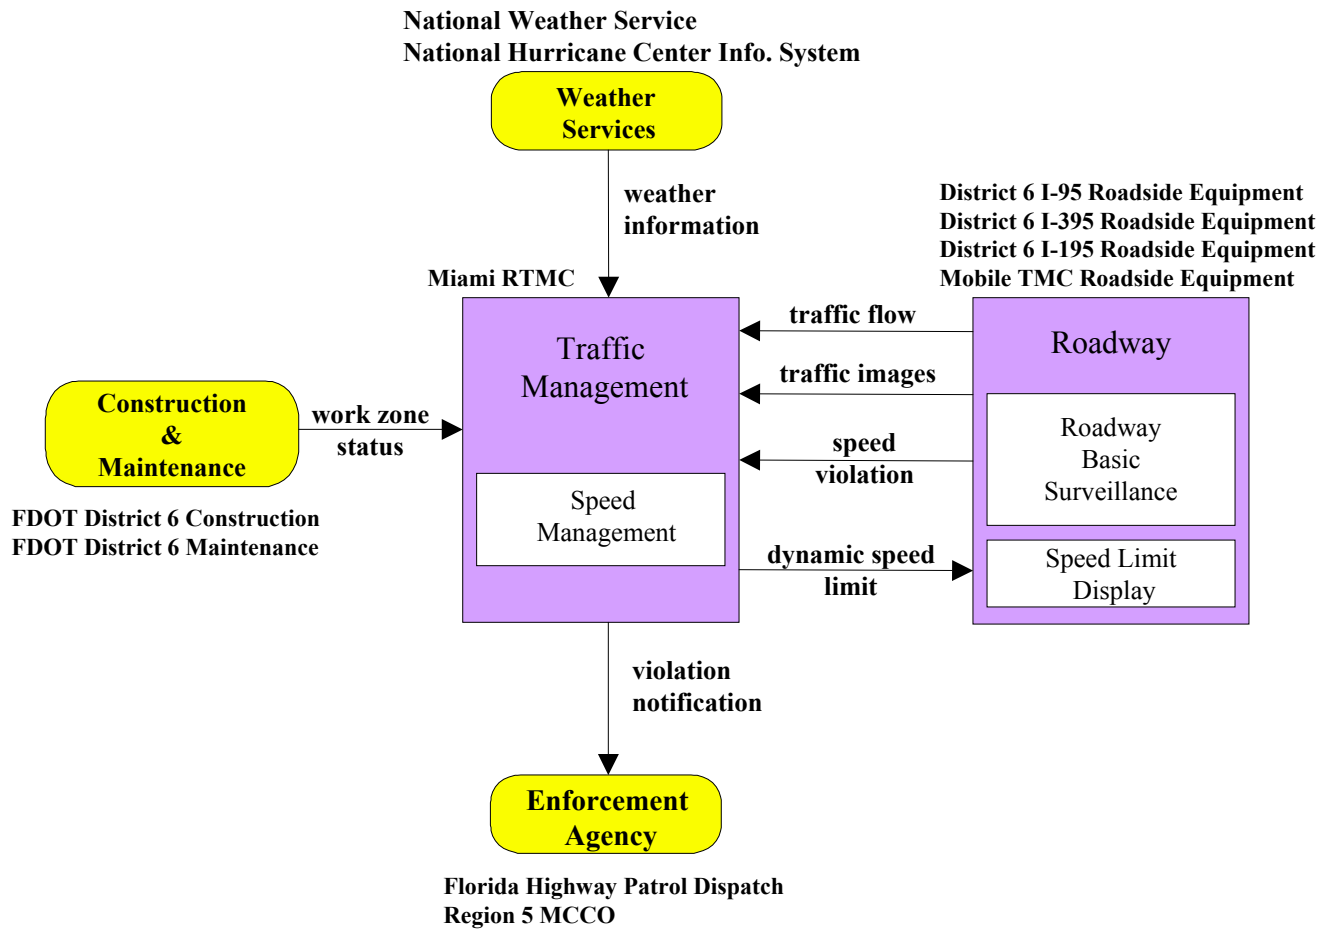 National Weather Service
National Hurricane Center Info. System
Weather
Services
weather
information
District 6 I-95 Roadside Equipment
District 6 I-395 Roadside Equipment
District 6 I-195 Roadside Equipment
Mobile TMC Roadside Equipment
Miami RTMC
Traffic
Management
Speed
Management
traffic flow
traffic images
speed
violation
dynamic speed
limit
Roadway
Roadway
Basic
Surveillance
Speed Limit
Display
Construction
&
Maintenance
work zone
status
FDOT District 6 Construction
FDOT District 6 Maintenance
violation
notification
Enforcement
Agency
Florida Highway Patrol Dispatch
Region 5 MCCO